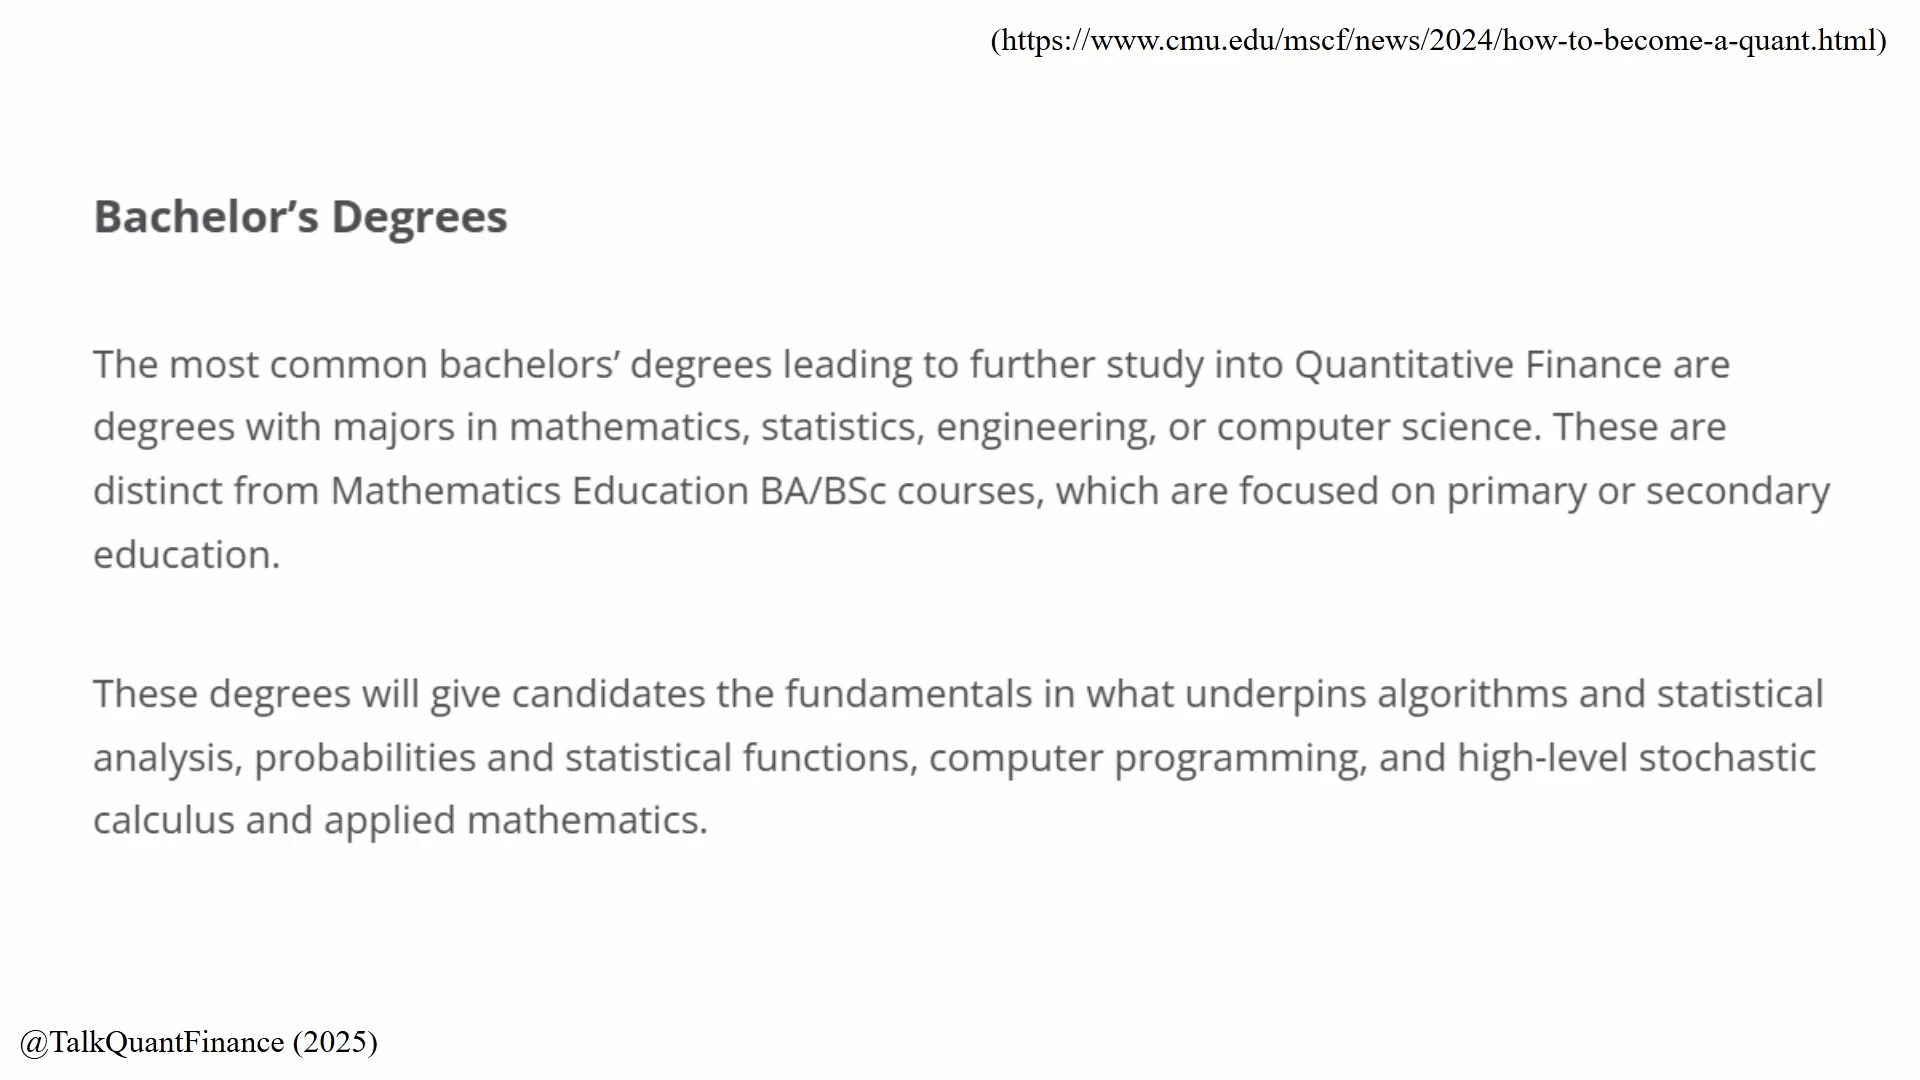 (https://www.cmu.edu/mscf/news/2024/how-to-become-a-quant.html)
Bachelor’s Degrees
The most common bachelors’ degrees leading to further study into Quantitative Finance are
degrees with majors in mathematics, statistics, engineering, or computer science. These are
distinct from Mathematics Education BA/BSc courses, which are focused on primary or secondary
education.
These degrees will give candidates the fundamentals in what underpins algorithms and statistical
analysis, probabilities and statistical functions, computer programming, and high-level stochastic
calculus and applied mathematics.
@TalkQuantFinance (2025)